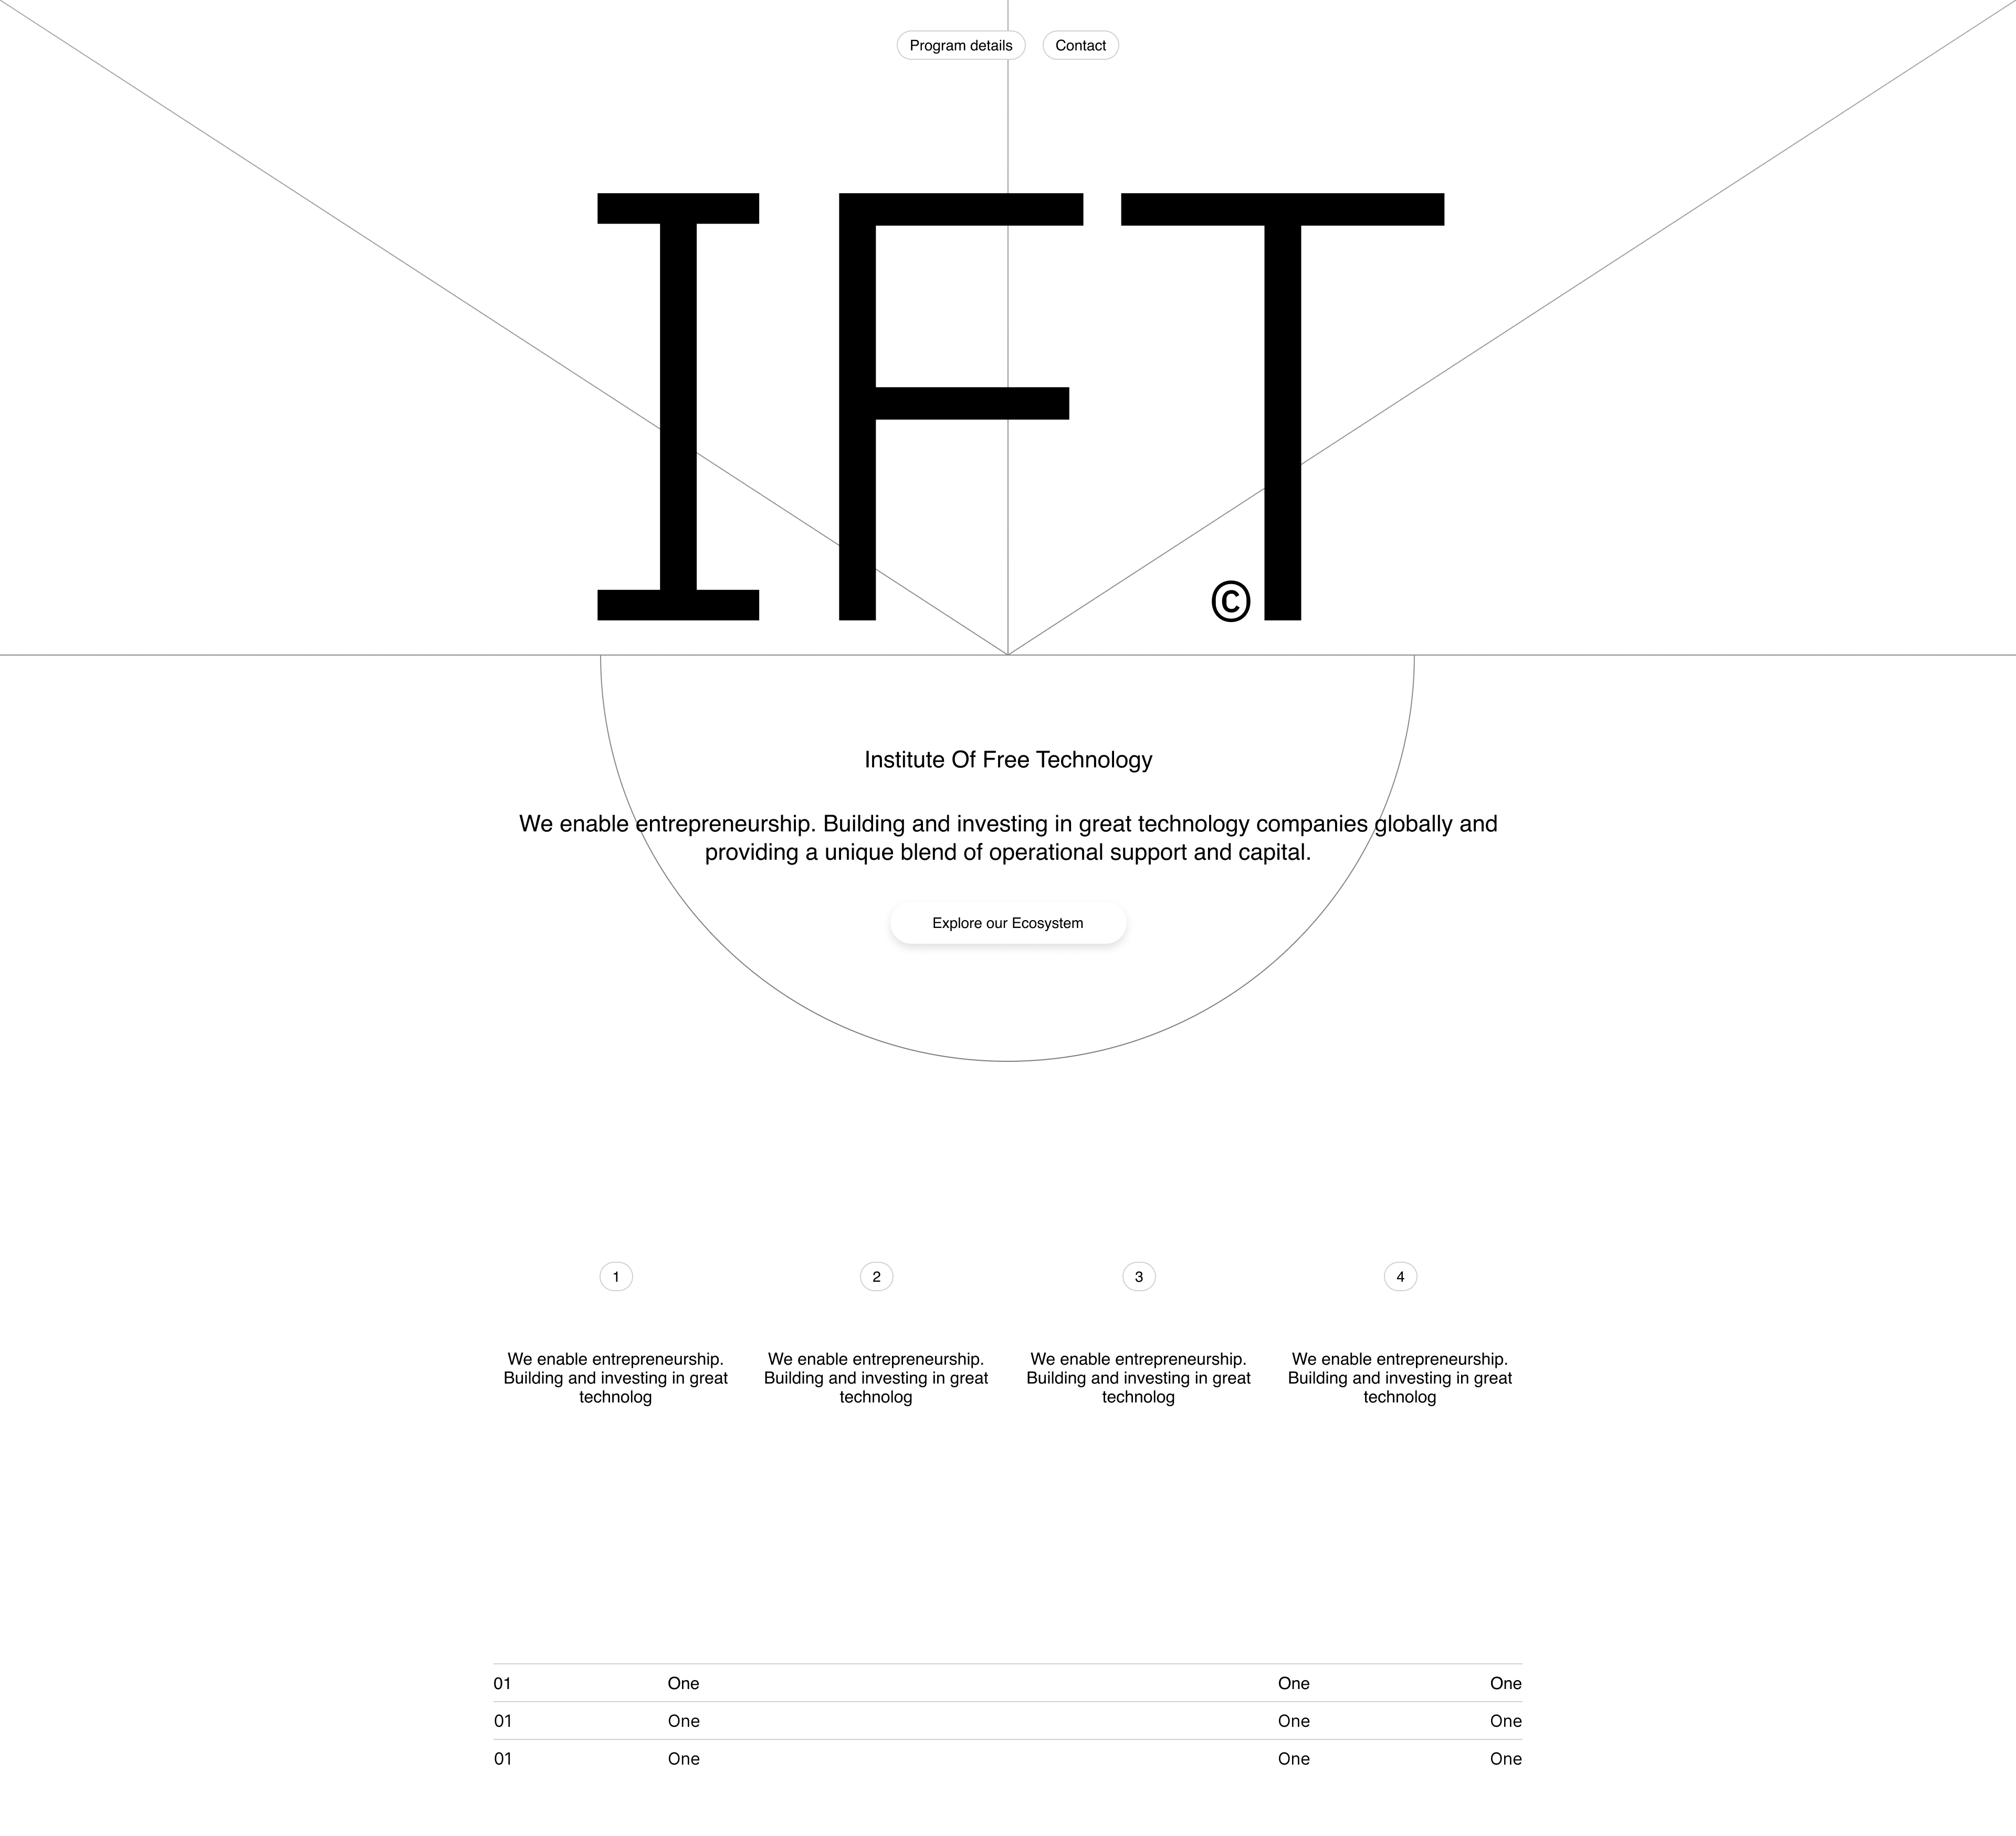 Program details
Contact
IFT
©
Institute Of Free Technology
We enable entrepreneurship. Building and investing in great technology companies globally and
providing a unique blend of operational support and capital.
Explore our Ecosystem
1
2
3
4
We enable entrepreneurship.
Building and investing in great
technolog
We enable entrepreneurship.
Building and investing in great
technolog
We enable entrepreneurship.
Building and investing in great
technolog
We enable entrepreneurship.
Building and investing in great
technolog
01 One One One
01 One One One
01 One One One